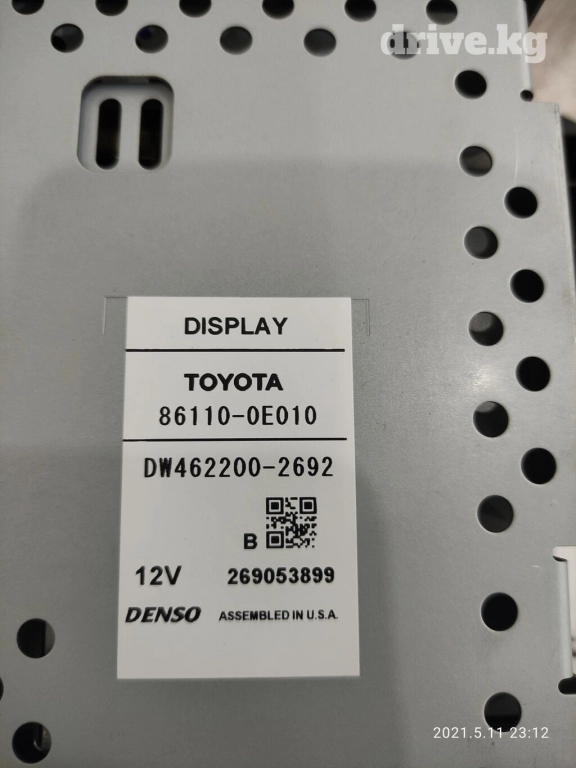 drive.kg
DISPLAY
TOYOTA
86110-0E010
DW462200-2692
B
12V 269053899
DENSO ASSEMBLED IN U.S.A.
2021.5.11 23:12